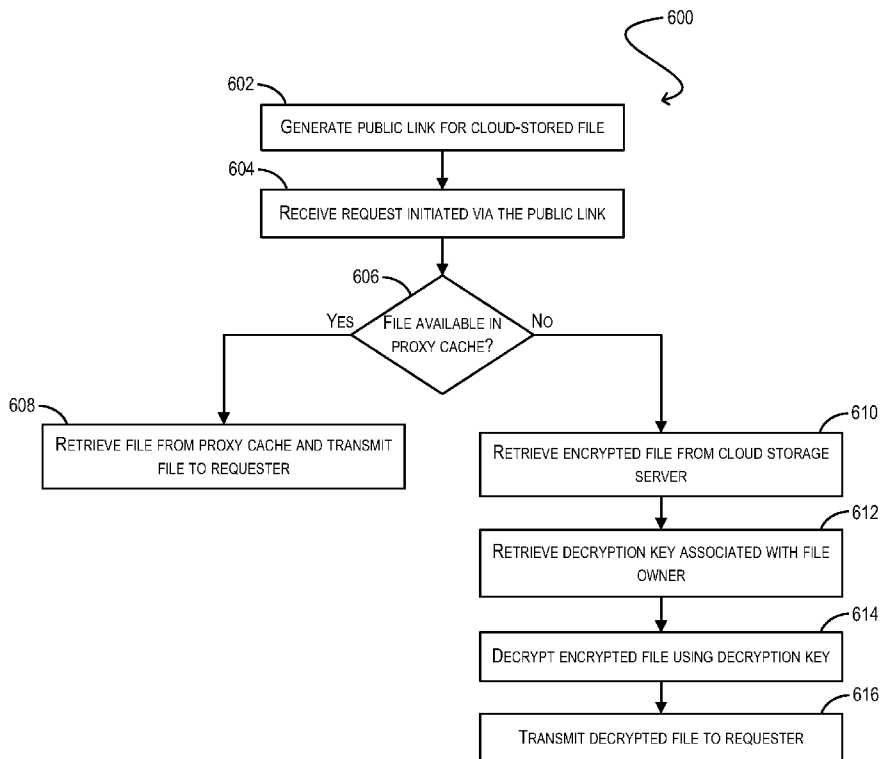 600
602
GENERATE PUBLIC LINK FOR CLOUD-STORED FILE
604
RECEIVE REQUEST INITIATED VIA THE PUBLIC LINK
606
YES
FILE AVAILABLE IN
PROXY CACHE?
NO
608
RETRIEVE FILE FROM PROXY CACHE AND TRANSMIT
FILE TO REQUESTER
610
RETRIEVE ENCRYPTED FILE FROM CLOUD STORAGE
SERVER
612
RETRIEVE DECRYPTION KEY ASSOCIATED WITH FILE
OWNER
614
DECRYPT ENCRYPTED FILE USING DECRYPTION KEY
616
TRANSMIT DECRYPTED FILE TO REQUESTER